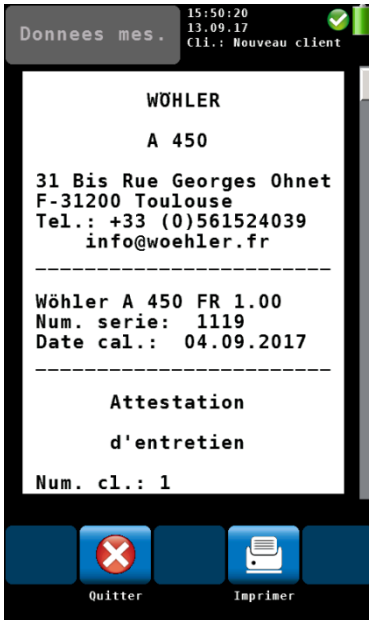 Donnees mes.
15:50:20
13.09.17
Cli.: Nouveau client
WÖHLER
A 450
31 Bis Rue Georges Ohnet
F-31200 Toulouse
Tel.: +33 (0)561524039
info@woehler.fr
Wöhler A 450 FR 1.00
Num. serie: 1119
Date cal.: 04.09.2017
Attestation
d'entretien
Num. cl.: 1
Quitter
Imprimer